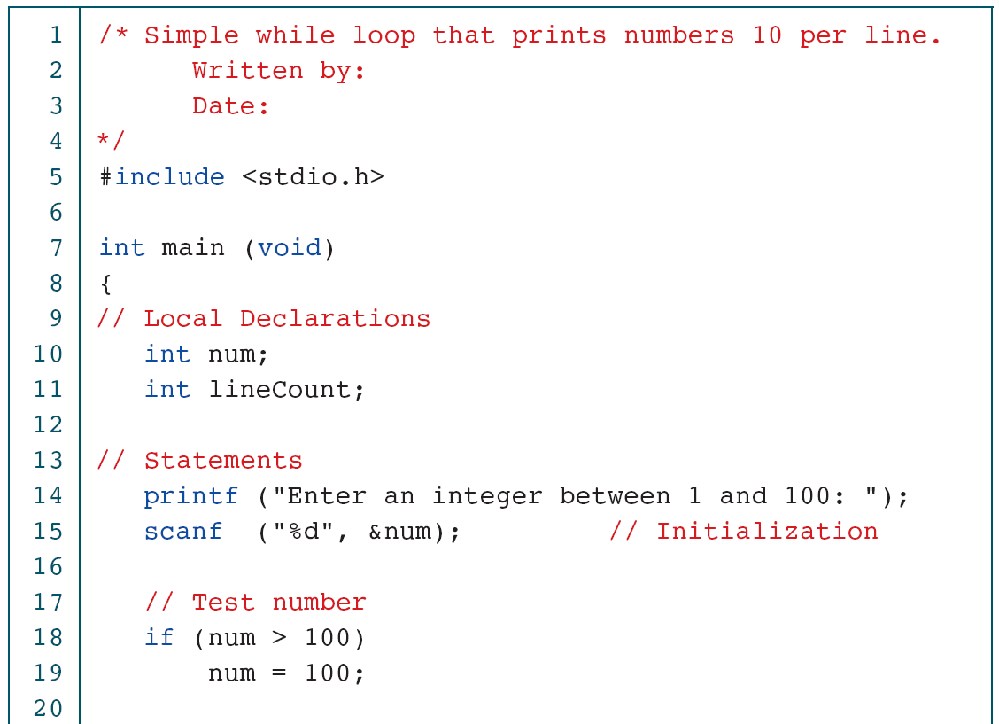 1 /* Simple while loop that prints numbers 10 per line.
2       Written by:
3       Date:
4 */
5 #include <stdio.h>
6
7 int main (void)
8 {
9 // Local Declarations
10    int num;
11    int lineCount;
12
13 // Statements
14    printf ("Enter an integer between 1 and 100: ");
15    scanf  ("%d", &num);         // Initialization
16
17    // Test number
18    if (num > 100)
19        num = 100;
20